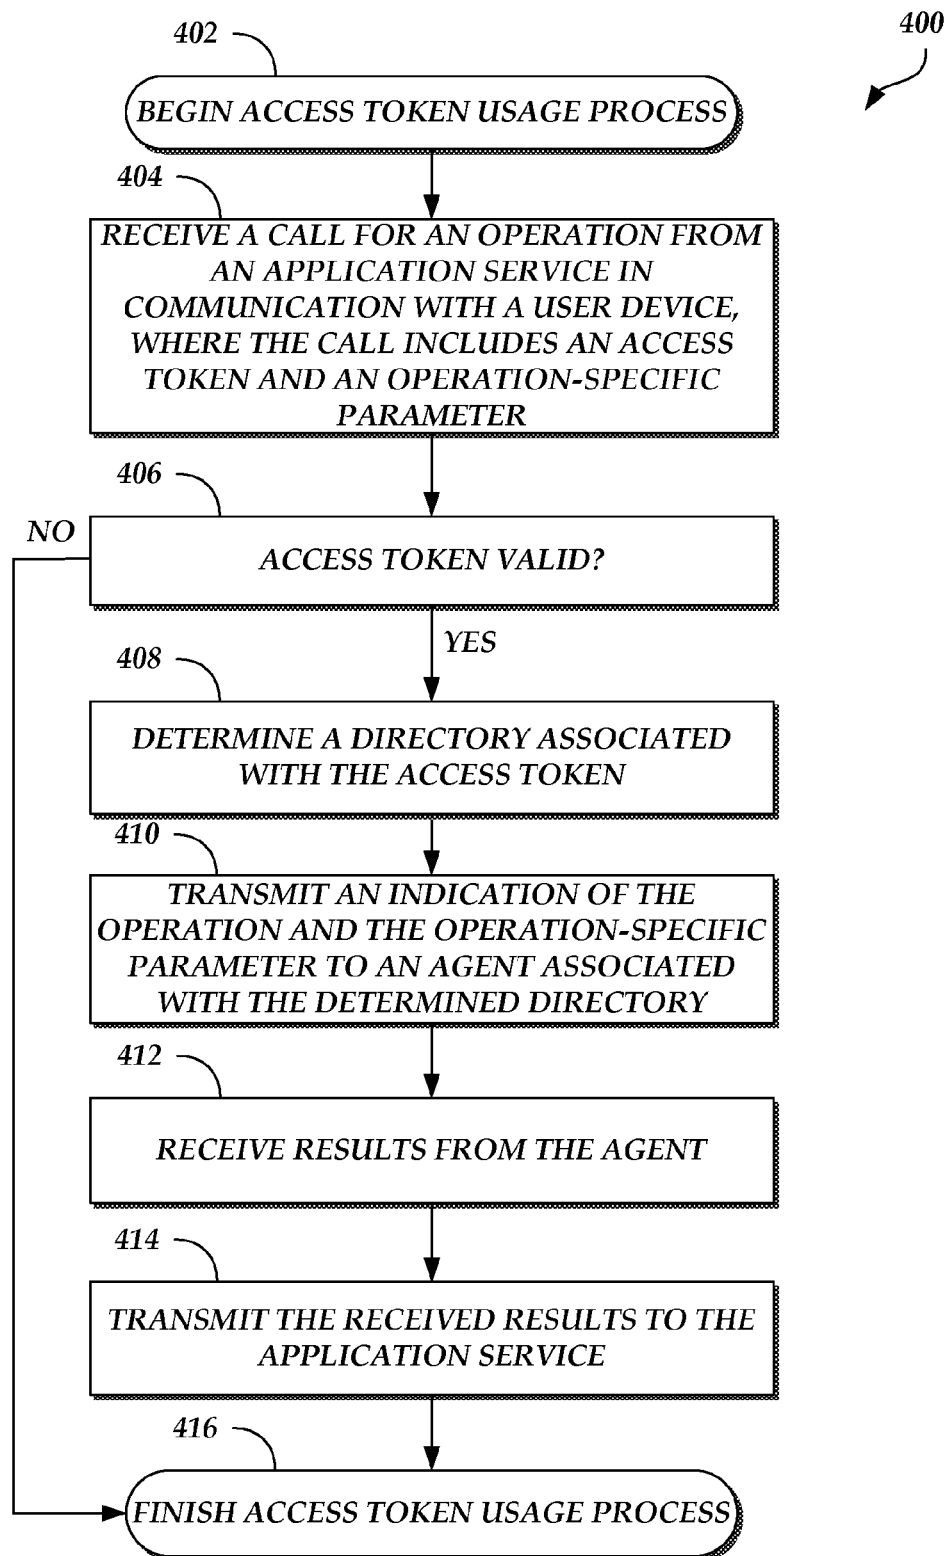 402
400
BEGIN ACCESS TOKEN USAGE PROCESS
404
RECEIVE A CALL FOR AN OPERATION FROM
AN APPLICATION SERVICE IN
COMMUNICATION WITH A USER DEVICE,
WHERE THE CALL INCLUDES AN ACCESS
TOKEN AND AN OPERATION-SPECIFIC
PARAMETER
406
NO
ACCESS TOKEN VALID?
YES
408
DETERMINE A DIRECTORY ASSOCIATED
WITH THE ACCESS TOKEN
410
TRANSMIT AN INDICATION OF THE
OPERATION AND THE OPERATION-SPECIFIC
PARAMETER TO AN AGENT ASSOCIATED
WITH THE DETERMINED DIRECTORY
412
RECEIVE RESULTS FROM THE AGENT
414
TRANSMIT THE RECEIVED RESULTS TO THE
APPLICATION SERVICE
416
FINISH ACCESS TOKEN USAGE PROCESS